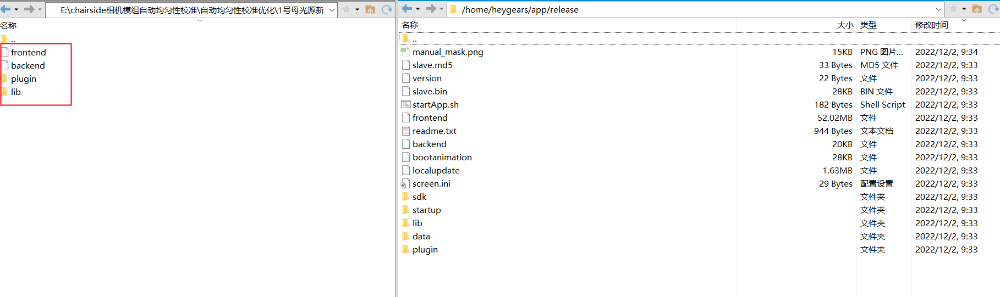 E:\chairside相机模组自动均匀性校准\自动均匀性校准优化\1号母光源新
名称
..
frontend
backend
plugin
lib
/home/heygears/app/release
名称 大小 类型 修改时间
..
manual_mask.png 15KB PNG 图片... 2022/12/2, 9:34
slave.md5 33 Bytes MD5 文件 2022/12/2, 9:33
version 22 Bytes 文件 2022/12/2, 9:33
slave.bin 28KB BIN 文件 2022/12/2, 9:33
startApp.sh 182 Bytes Shell Script 2022/12/2, 9:33
frontend 52.02MB 文件 2022/12/2, 9:33
readme.txt 944 Bytes 文本文档 2022/12/2, 9:33
backend 20KB 文件 2022/12/2, 9:33
bootanimation 28KB 文件 2022/12/2, 9:33
localupdate 1.63MB 文件 2022/12/2, 9:33
screen.ini 29 Bytes 配置设置 2022/12/2, 9:33
sdk 文件夹 2022/12/2, 9:33
startup 文件夹 2022/12/2, 9:33
lib 文件夹 2022/12/2, 9:33
data 文件夹 2022/12/2, 9:33
plugin 文件夹 2022/12/2, 9:33